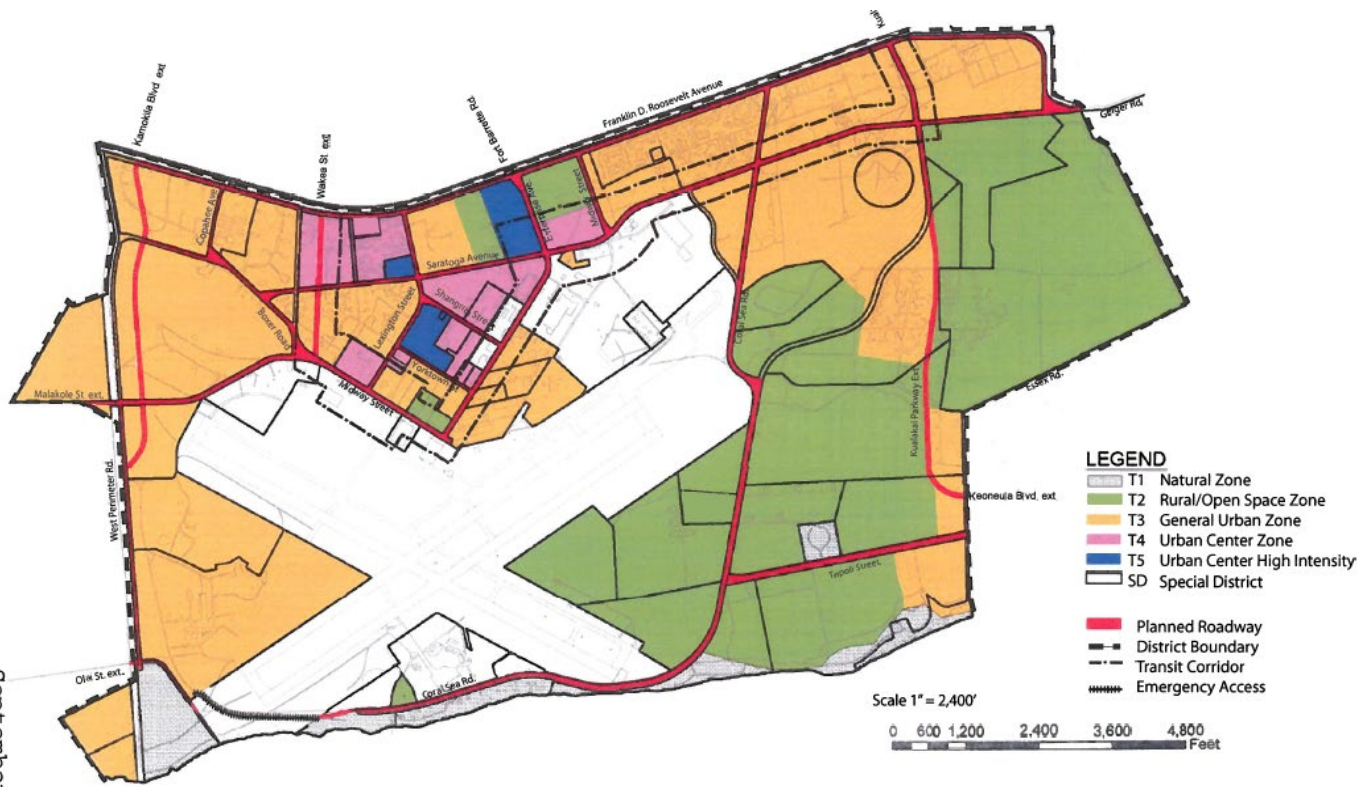 Kamokila Blvd ext
Wakea St ext
Fort Barrette Rd.
Franklin D. Roosevelt Avenue
Kual
Geiger Rd.
Copahee Ave
Enterprise Ave.
Midway Street
Saratoga Avenue
Shangrila Street
Lexington Street
Boxer Road
Yorktown St
Midway Street
Malakole St. ext.
West Perimeter Rd.
Coral Sea Rd.
Kualakai Parkway Ext
Essex Rd.
Keoneula Blvd. ext
Tripoli Street
Olai St. ext.
Coral Sea Rd.
LEGEND
T1 Natural Zone
T2 Rural/Open Space Zone
T3 General Urban Zone
T4 Urban Center Zone
T5 Urban Center High Intensity
SD Special District
Planned Roadway
District Boundary
Transit Corridor
Emergency Access
Scale 1" = 2,400'
0 600 1,200 2,400 3,600 4,800
Feet